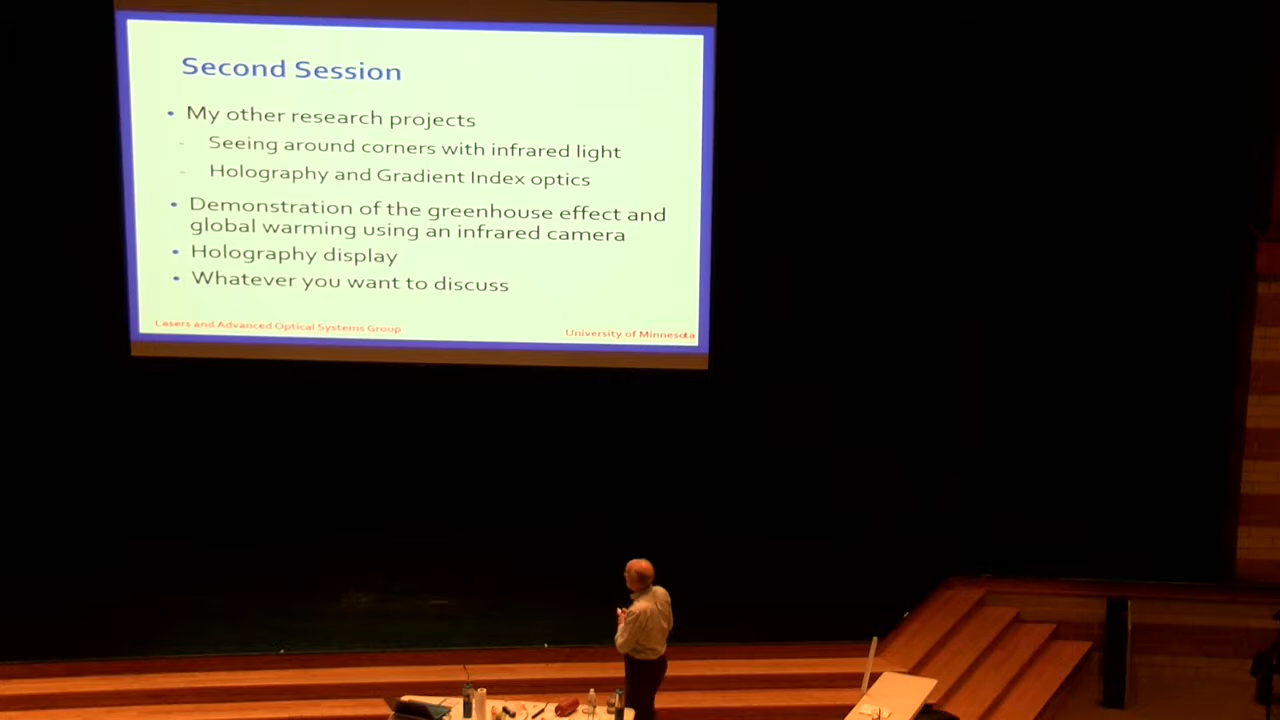 Second Session
• My other research projects
- Seeing around corners with infrared light
- Holography and Gradient Index optics
• Demonstration of the greenhouse effect and
global warming using an infrared camera
• Holography display
• Whatever you want to discuss
Lasers and Advanced Optical Systems Group
University of Minnesota